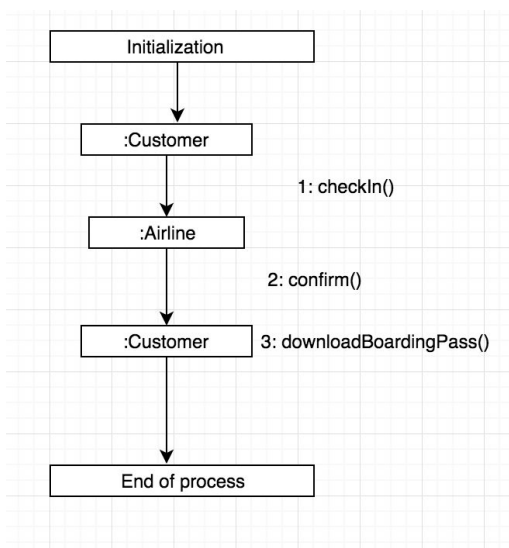 Initialization
:Customer
1: checkIn()
:Airline
2: confirm()
:Customer
3: downloadBoardingPass()
End of process